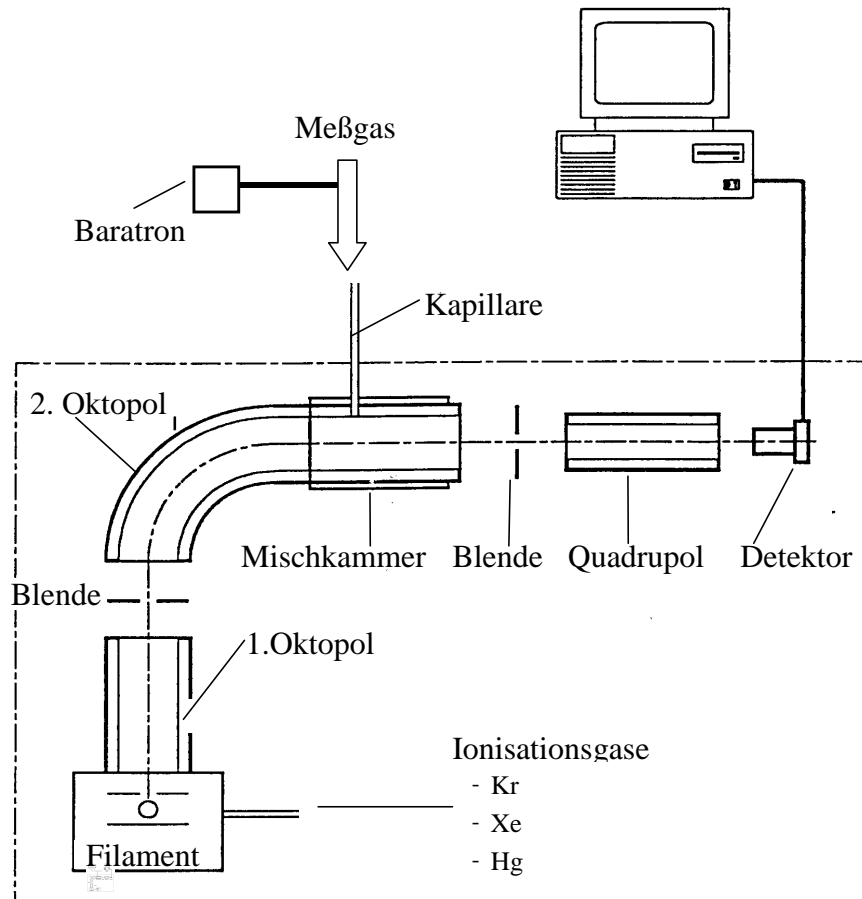 Meßgas
Baratron
Kapillare
2. Oktopol
Mischkammer
Blende
Quadrupol
Detektor
Blende
1.Oktopol
Ionisationsgase
- Kr
- Xe
- Hg
Filament